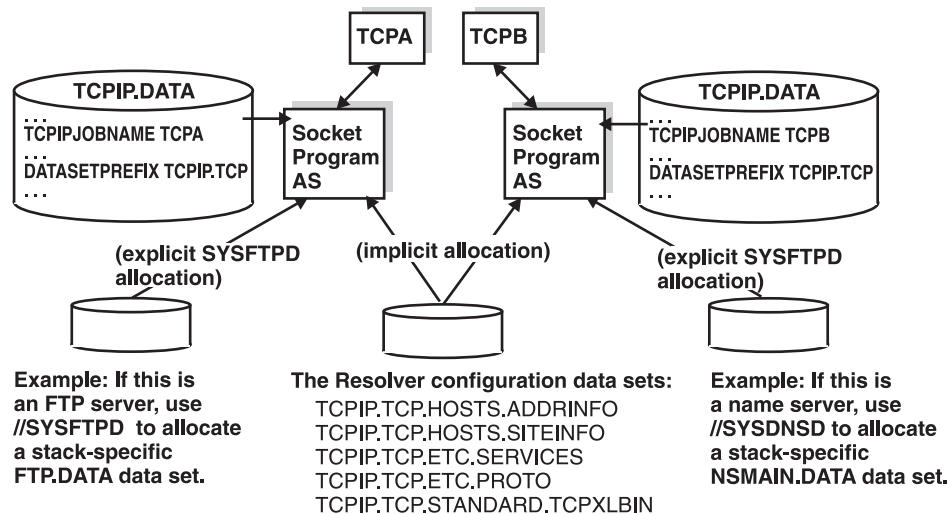 TCPA
TCPB
TCPIP.DATA
...
TCPIPJOBNAME TCPA
...
DATASETPREFIX TCPIP.TCP
...
Socket
Program
AS
Socket
Program
AS
TCPIP.DATA
...
TCPIPJOBNAME TCPB
...
DATASETPREFIX TCPIP.TCP
...
(explicit SYSFTPD
allocation)
(implicit allocation)
(explicit SYSFTPD
allocation)
Example: If this is
an FTP server, use
//SYSFTPD to allocate
a stack-specific
FTP.DATA data set.
The Resolver configuration data sets:
TCPIP.TCP.HOSTS.ADDRINFO
TCPIP.TCP.HOSTS.SITEINFO
TCPIP.TCP.ETC.SERVICES
TCPIP.TCP.ETC.PROTO
TCPIP.TCP.STANDARD.TCPXLBIN
Example: If this is
a name server, use
//SYSDNSD to allocate
a stack-specific
NSMAIN.DATA data set.